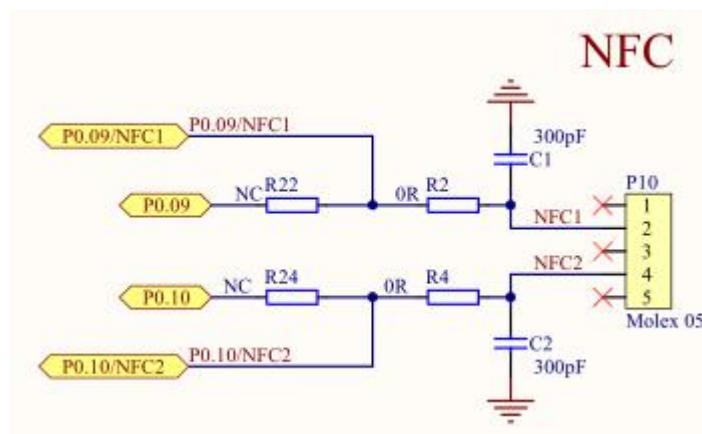 NFC
P0.09/NFC1
P0.09/NFC1
300pF
C1
P0.09
NC
R22
0R
R2
NFC1
P10
1
2
3
4
5
Molex 05
NFC2
P0.10
NC
R24
0R
R4
C2
300pF
P0.10/NFC2
P0.10/NFC2